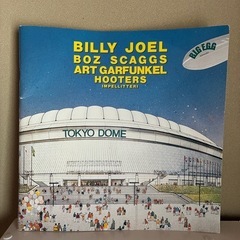 BILLY JOEL
BOZ SCAGGS
ART GARFUNKEL
HOOTERS
IMPELLITTERI
BIG EGG
TOKYO DOME